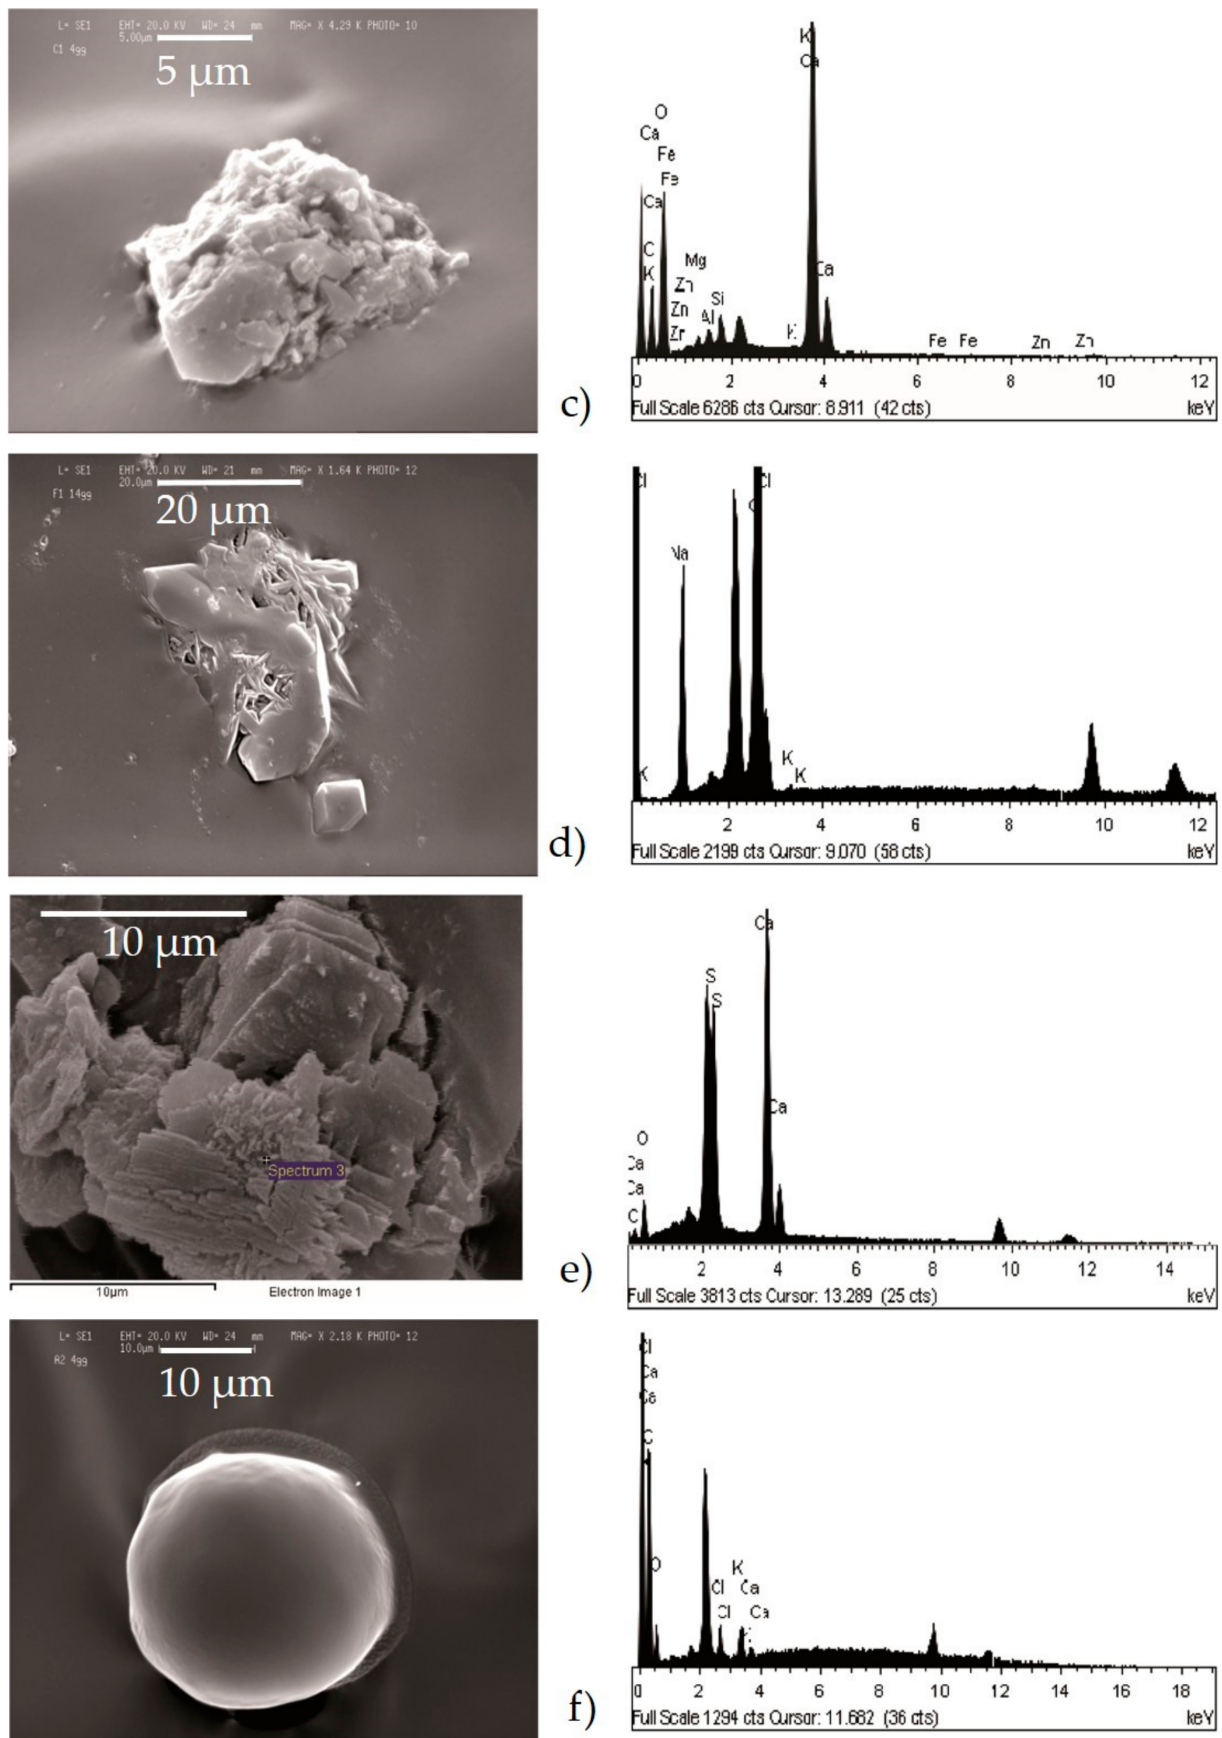 L= SE1 EHT= 20.0 KV WD= 24 mm MAG= X 4.29 K PHOTO= 10
5.00µm
C1 4gg
5 µm
K
Ca
O
Ca
Fe
Fe
Ca
C
K
Mg
Zn
Zn
Al
Si
Ca
K
Fe Fe Zn Zn
0 2 4 6 8 10 12
Full Scale 6286 cts Cursor: 8.911 (42 cts) keV
c)
L= SE1 EHT= 20.0 KV WD= 21 mm MAG= X 1.64 K PHOTO= 12
20.0µm
F1 14gg
20 µm
Cl Cl
Na
K
K
K
2 4 6 8 10 12
Full Scale 2199 cts Cursor: 9.070 (58 cts) keV
d)
10 µm
Spectrum 3
10µm Electron Image 1
Ca
S
S
Ca
O
Ca
Ca
C
2 4 6 8 10 12 14
Full Scale 3813 cts Cursor: 13.289 (25 cts) keV
e)
L= SE1 EHT= 20.0 KV WD= 24 mm MAG= X 2.18 K PHOTO= 12
10.0µm
A2 4gg
10 µm
Cl
Ca
Ca
C
O
K
Cl Ca
Cl Ca
0 2 4 6 8 10 12 14 16 18
Full Scale 1294 cts Cursor: 11.682 (36 cts) keV
f)